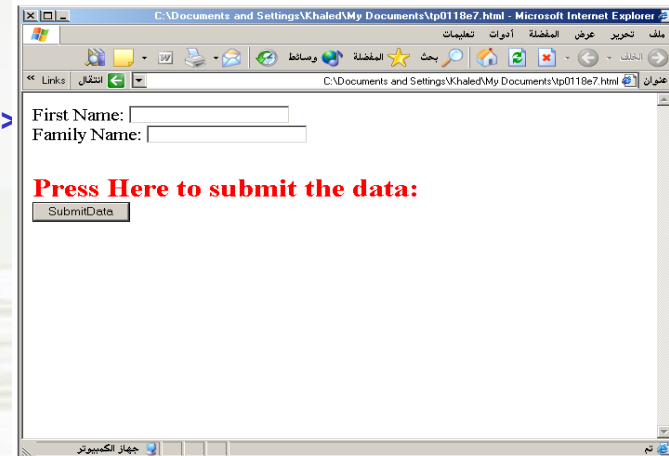 C:\Documents and Settings\Khaled\My Documents\tp0118e7.html - Microsoft Internet Explorer
ملف تحرير عرض المفضلة أدوات تعليمات
الخلف بحث المفضلة وسائط
عنوان C:\Documents and Settings\Khaled\My Documents\tp0118e7.html انتقال Links »
>
First Name:
Family Name:
Press Here to submit the data:
SubmitData
تم جهاز الكمبيوتر